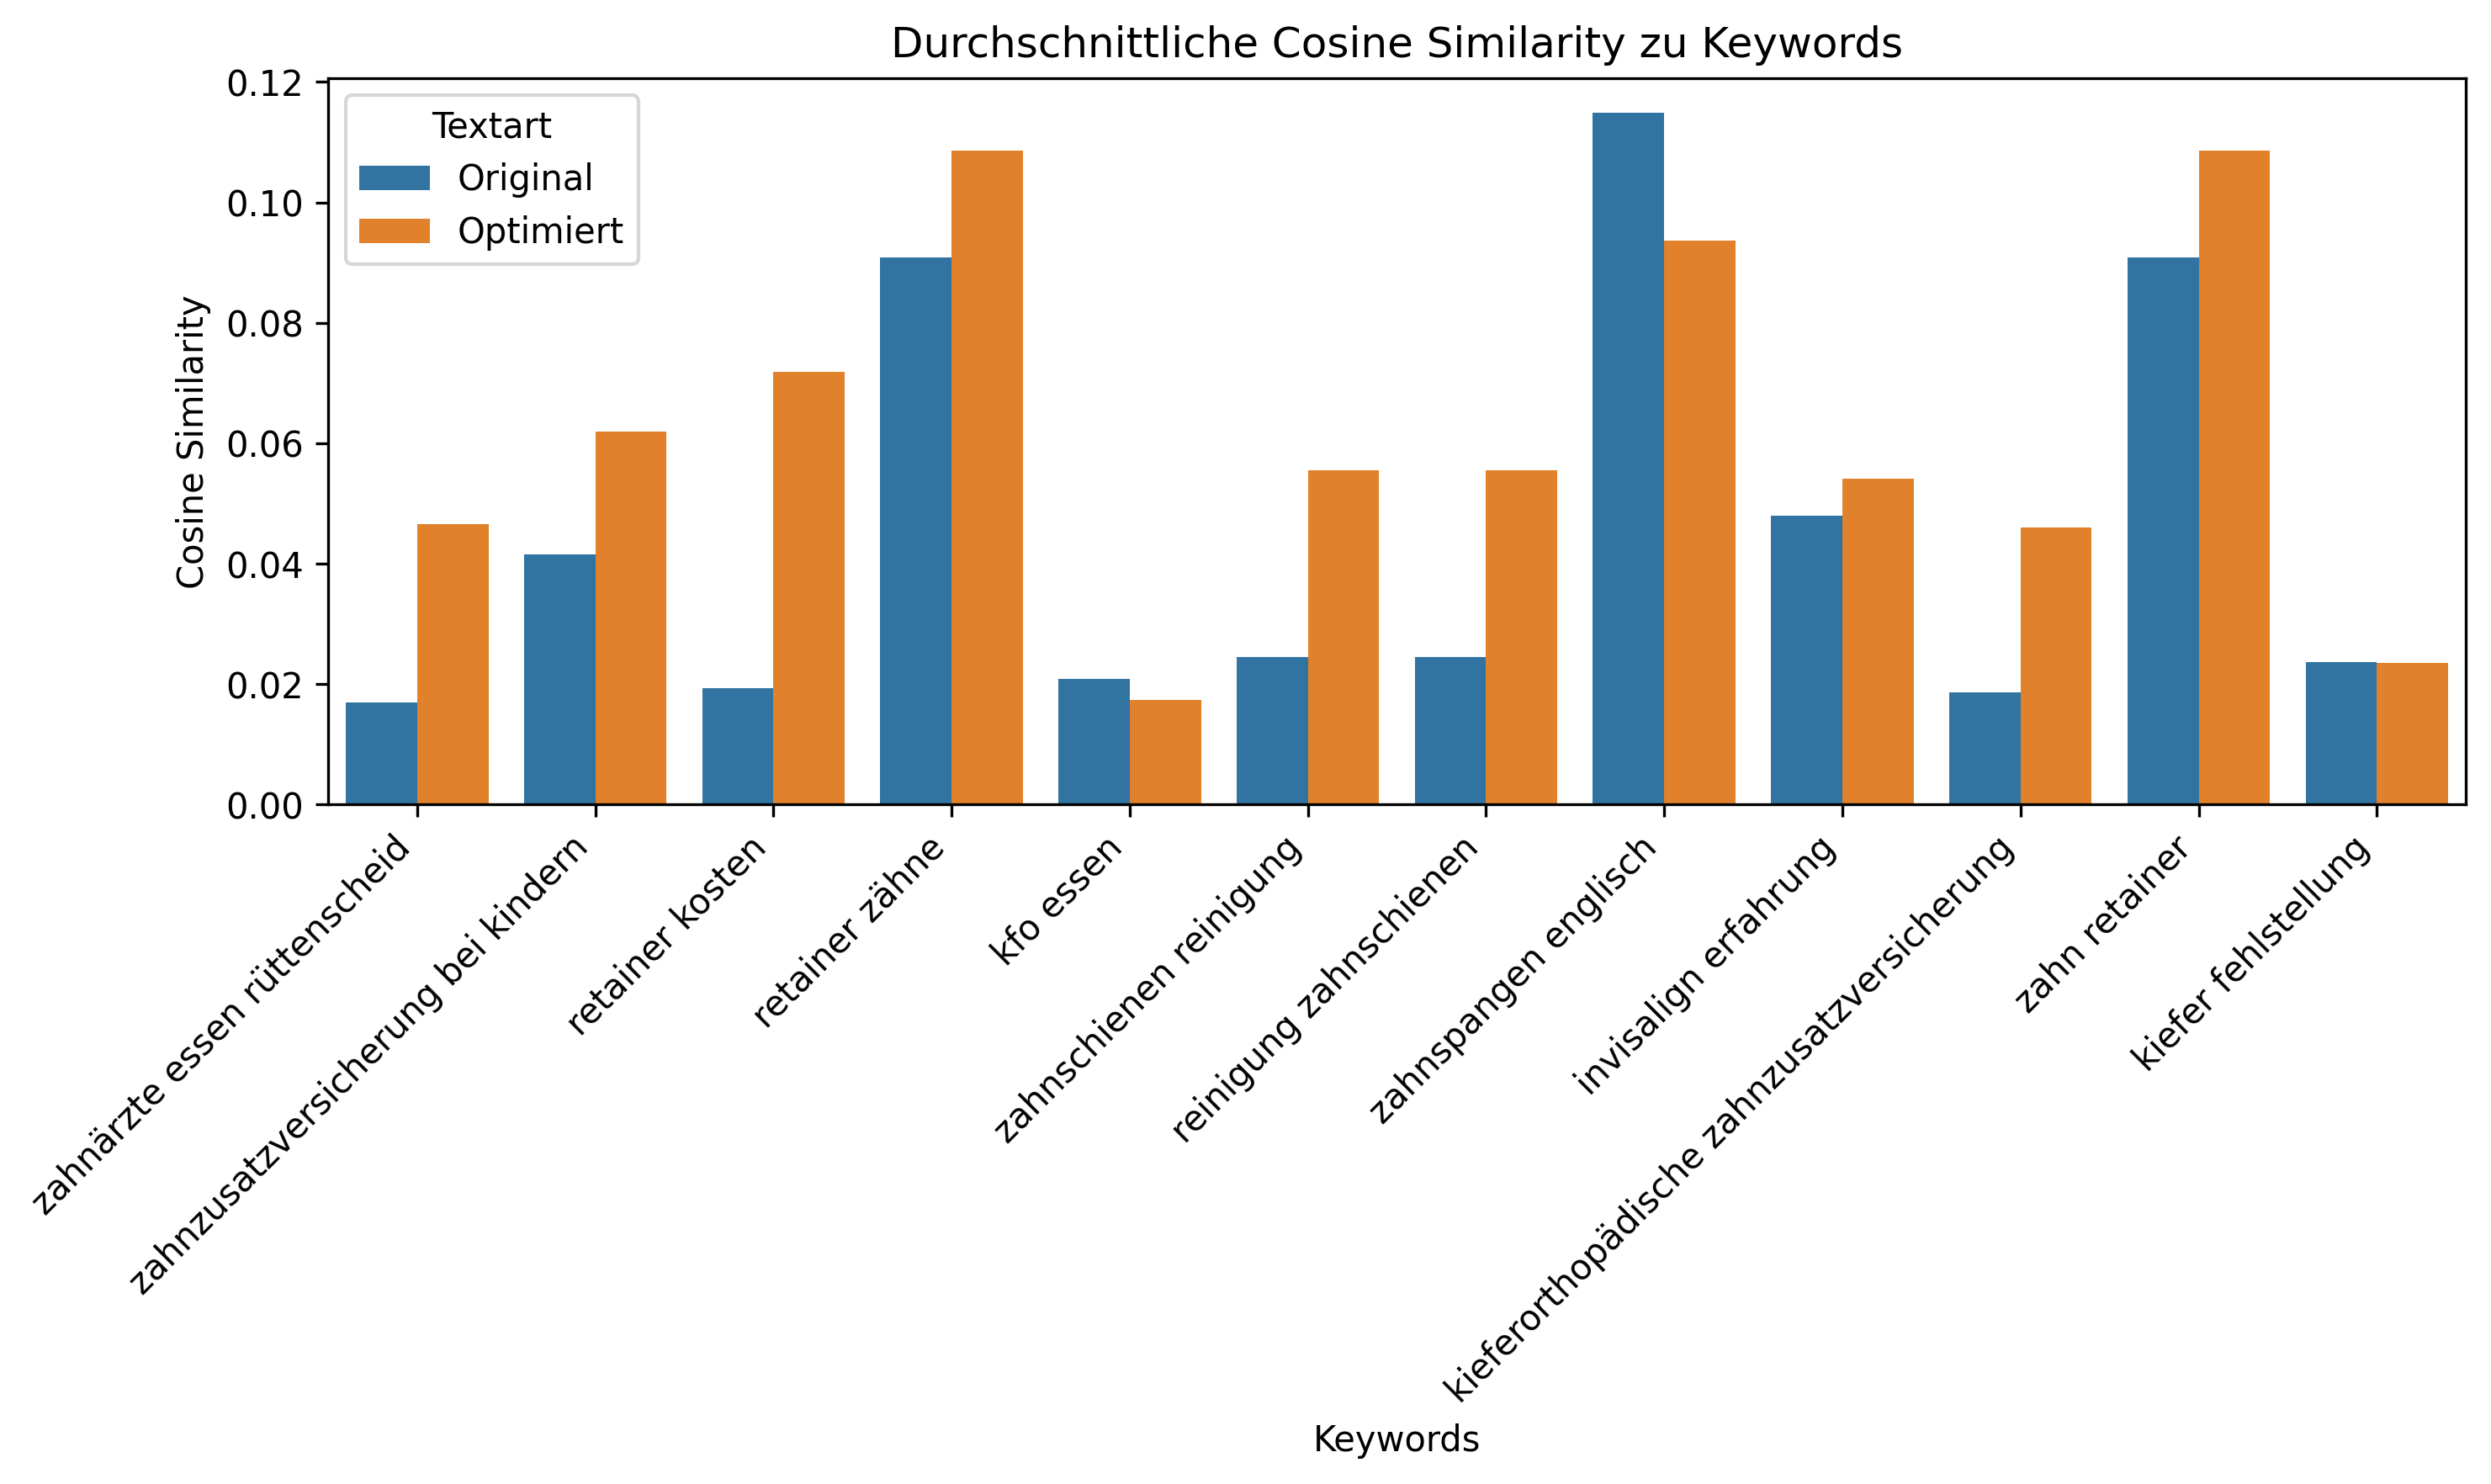 Durchschnittliche Cosine Similarity zu Keywords
Textart
Original
Optimiert
Cosine Similarity
0.12
0.10
0.08
0.06
0.04
0.02
0.00
zahnärzte essen rüttenscheid
zahnzusatzversicherung bei kindern
retainer kosten
retainer zähne
kfo essen
zahnschienen reinigung
reinigung zahnschienen
zahnspangen englisch
invisalign erfahrung
kieferorthopädische zahnzusatzversicherung
zahn retainer
kiefer fehlstellung
Keywords